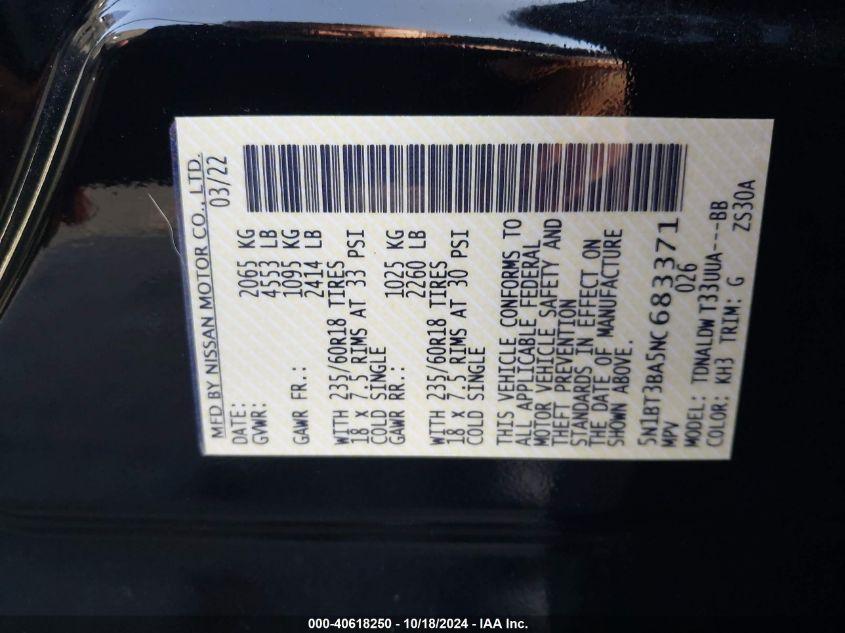 MFD BY NISSAN MOTOR CO., LTD.
DATE: 03/22
GVWR: 2065 KG
4553 LB
GAWR FR.: 1095 KG
2414 LB
WITH 235/60R18 TIRES
18 x 7.5 RIMS AT 33 PSI
COLD SINGLE
GAWR RR.: 1025 KG
2260 LB
WITH 235/60R18 TIRES
18 x 7.5 RIMS AT 30 PSI
COLD SINGLE
THIS VEHICLE CONFORMS TO
ALL APPLICABLE FEDERAL
MOTOR VEHICLE SAFETY AND
THEFT PREVENTION
STANDARDS IN EFFECT ON
THE DATE OF MANUFACTURE
SHOWN ABOVE.
5N1BT3BA5NC683371
MPV 026
MODEL: TDNALDW T33UUA---BB
COLOR: KH3 TRIM: G ZS30A
000-40618250 - 10/18/2024 - IAA Inc.